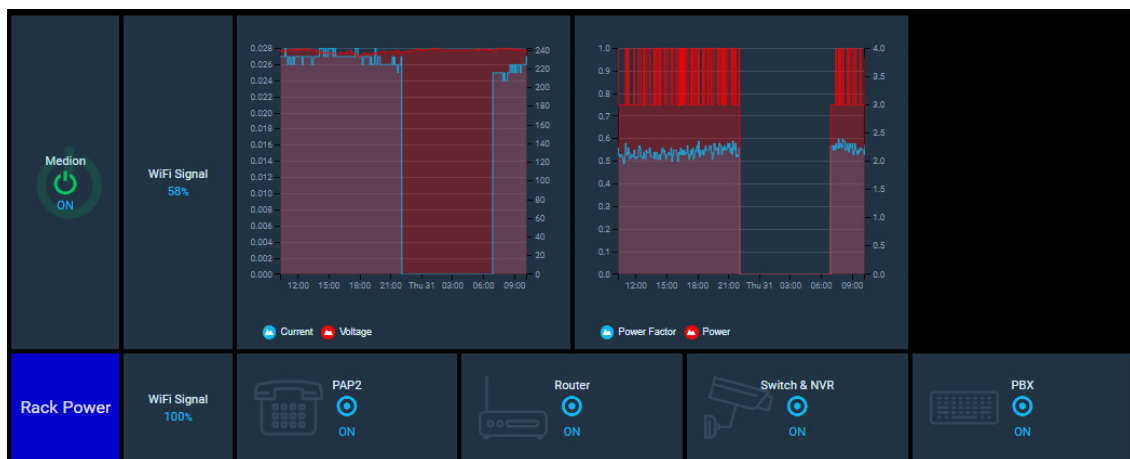 Medion
ON
WiFi Signal
58%
0.028
0.026
0.024
0.022
0.020
0.018
0.016
0.014
0.012
0.010
0.008
0.006
0.004
0.002
0.000
240
220
200
180
160
140
120
100
80
60
40
20
0
12:00 15:00 18:00 21:00 Thu 31 03:00 06:00 09:00
Current Voltage
1.0
0.9
0.8
0.7
0.6
0.5
0.4
0.3
0.2
0.1
0.0
4.0
3.5
3.0
2.5
2.0
1.5
1.0
0.5
0.0
12:00 15:00 18:00 21:00 Thu 31 03:00 06:00 09:00
Power Factor Power
Rack Power
WiFi Signal
100%
PAP2
ON
Router
ON
Switch & NVR
ON
PBX
ON